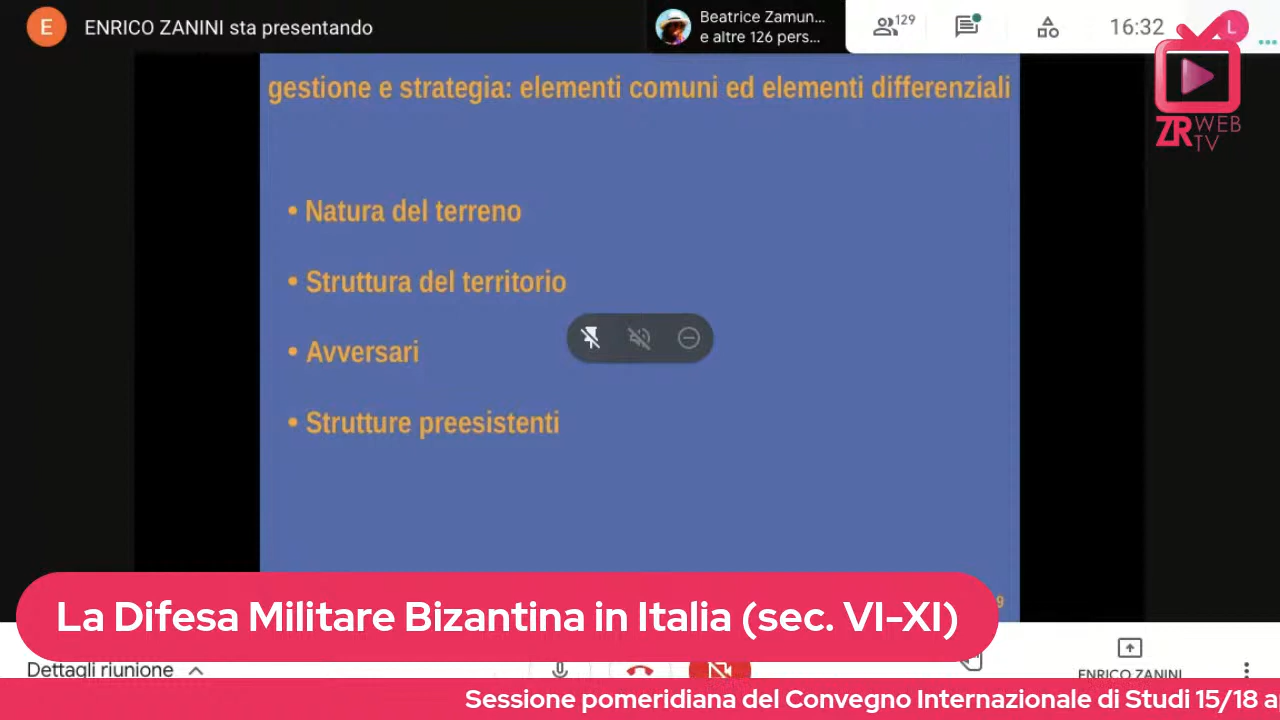 E
ENRICO ZANINI sta presentando
Beatrice Zamun...
e altre 126 pers...
129
16:32
L
ZR WEB
TV
gestione e strategia: elementi comuni ed elementi differenziali
• Natura del terreno
• Struttura del territorio
• Avversari
• Strutture preesistenti
9
La Difesa Militare Bizantina in Italia (sec. VI-XI)
Dettagli riunione
ENRICO ZANINI
Sessione pomeridiana del Convegno Internazionale di Studi 15/18 a